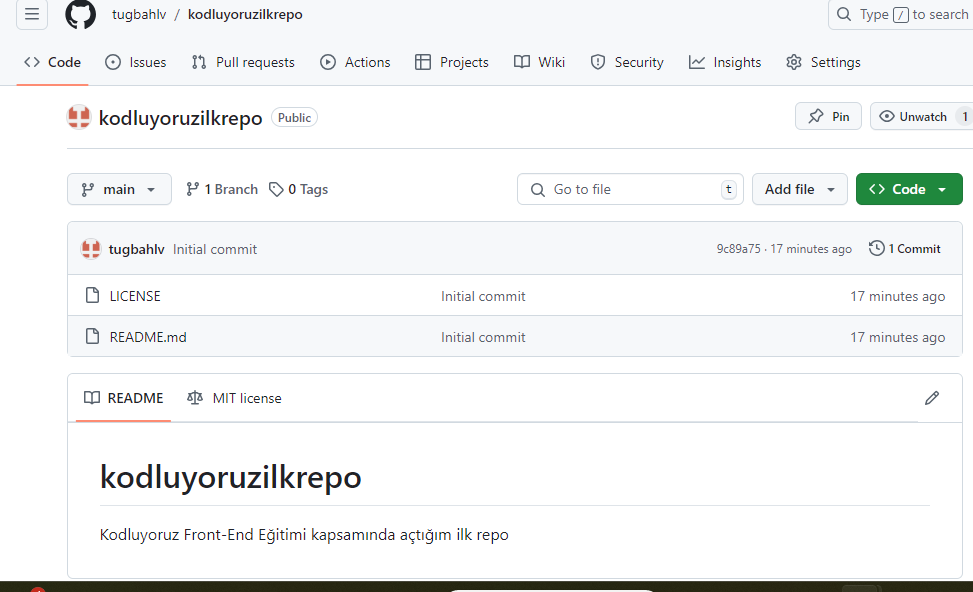 tugbahlv / kodluyoruzilkrepo
Type / to search
Code Issues Pull requests Actions Projects Wiki Security Insights Settings
kodluyoruzilkrepo Public Pin Unwatch 1
main 1 Branch 0 Tags Go to file t Add file Code
tugbahlv Initial commit 9c89a75 · 17 minutes ago 1 Commit
LICENSE Initial commit 17 minutes ago
README.md Initial commit 17 minutes ago
README MIT license
kodluyoruzilkrepo
Kodluyoruz Front-End Eğitimi kapsamında açtığım ilk repo